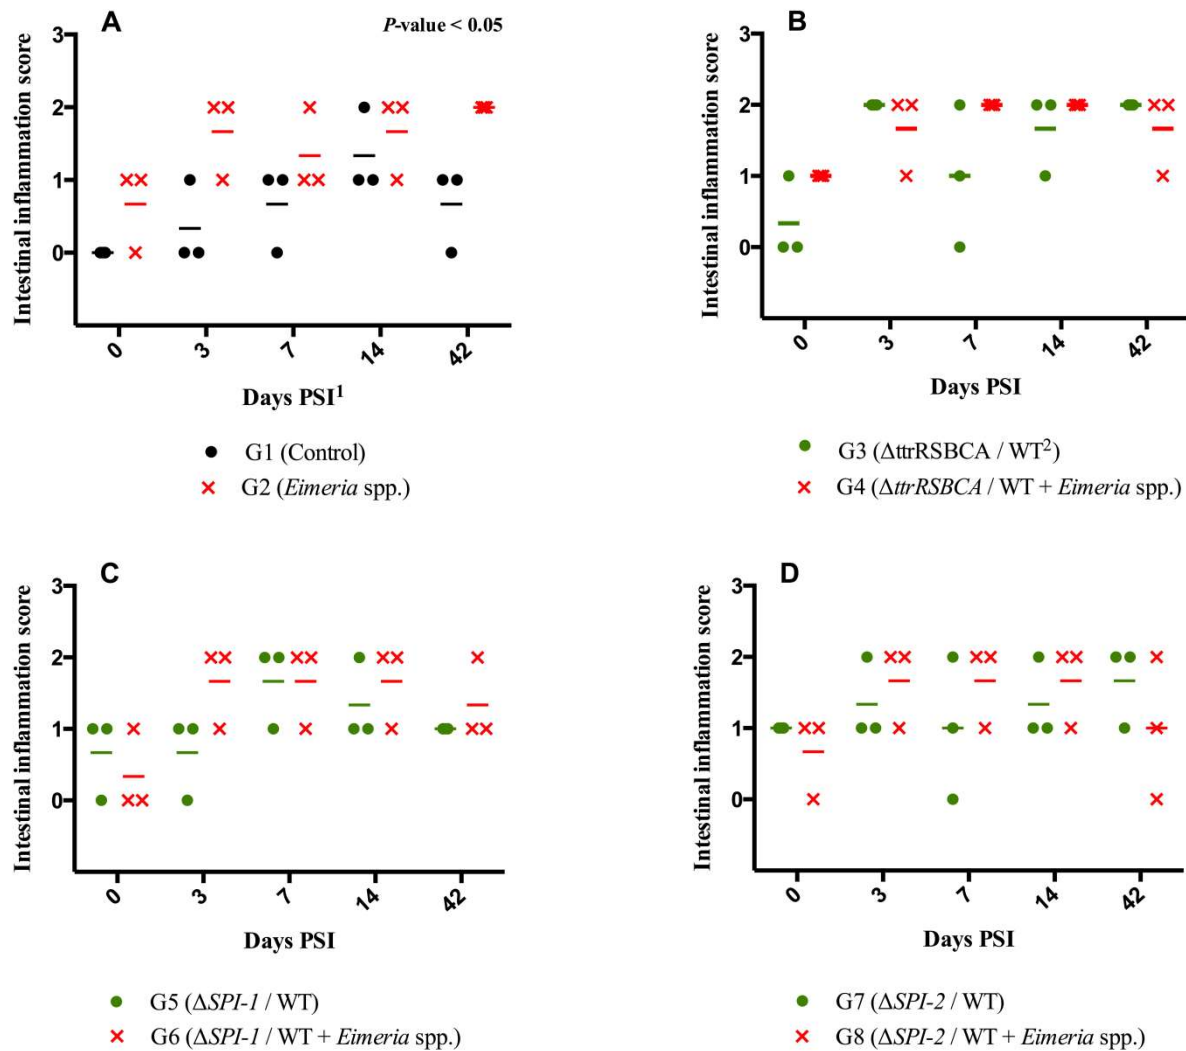 A
P-value < 0.05
Intestinal inflammation score
3
2
1
0
0 3 7 14 42
Days PSI1
G1 (Control)
G2 (Eimeria spp.)
B
Intestinal inflammation score
3
2
1
0
0 3 7 14 42
Days PSI
G3 (ΔttrRSBCA / WT2)
G4 (ΔttrRSBCA / WT + Eimeria spp.)
C
Intestinal inflammation score
3
2
1
0
0 3 7 14 42
Days PSI
G5 (ΔSPI-1 / WT)
G6 (ΔSPI-1 / WT + Eimeria spp.)
D
Intestinal inflammation score
3
2
1
0
0 3 7 14 42
Days PSI
G7 (ΔSPI-2 / WT)
G8 (ΔSPI-2 / WT + Eimeria spp.)